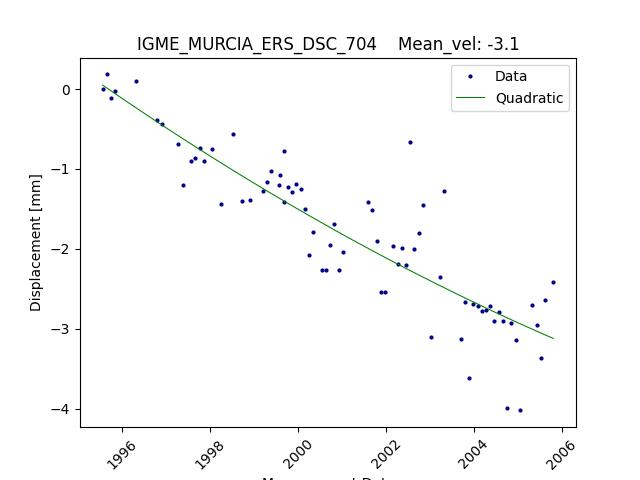 IGME_MURCIA_ERS_DSC_704    Mean_vel: -3.1
Data
Quadratic
Displacement [mm]
0
−1
−2
−3
−4
1996
1998
2000
2002
2004
2006